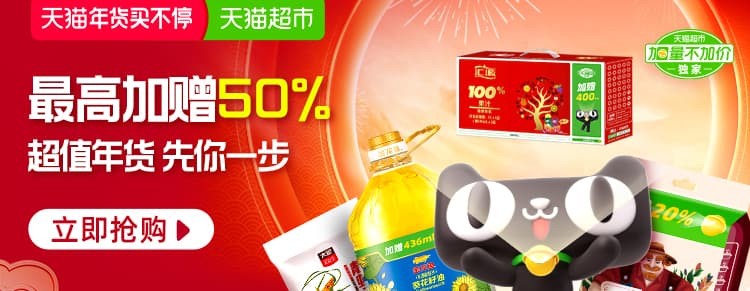 天猫年货买不停
天猫超市
最高加赠50%
超值年货 先你一步
立即抢购
天猫超市
加量不加价
独家
汇源
100%
果汁
加赠
400
加赠436ml
葵花籽油
20%